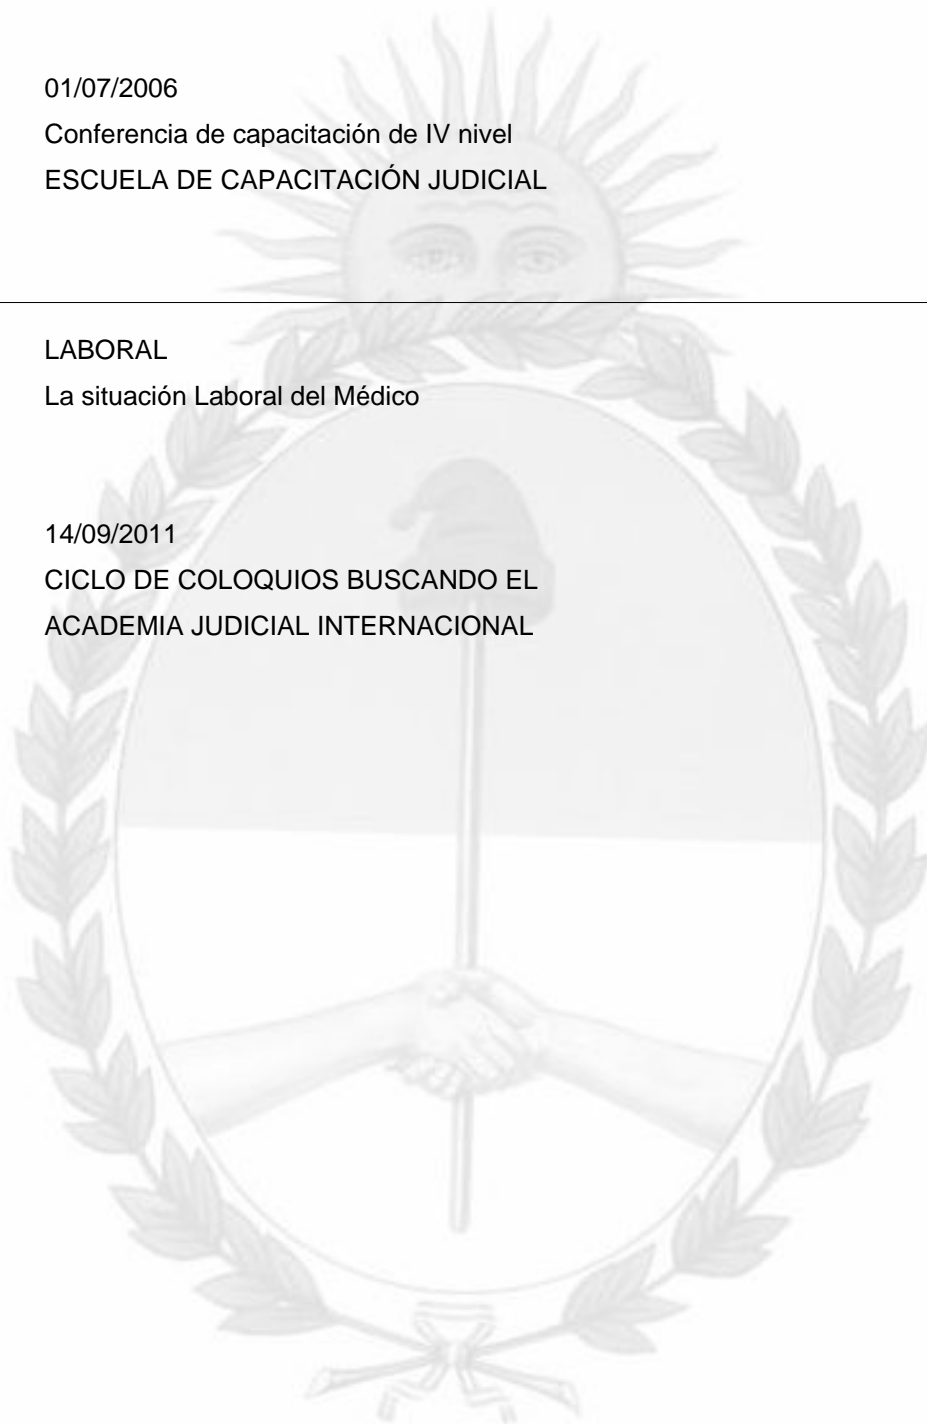 01/07/2006
Conferencia de capacitación de IV nivel
ESCUELA DE CAPACITACIÓN JUDICIAL
LABORAL
La situación Laboral del Médico
14/09/2011
CICLO DE COLOQUIOS BUSCANDO EL
ACADEMIA JUDICIAL INTERNACIONAL